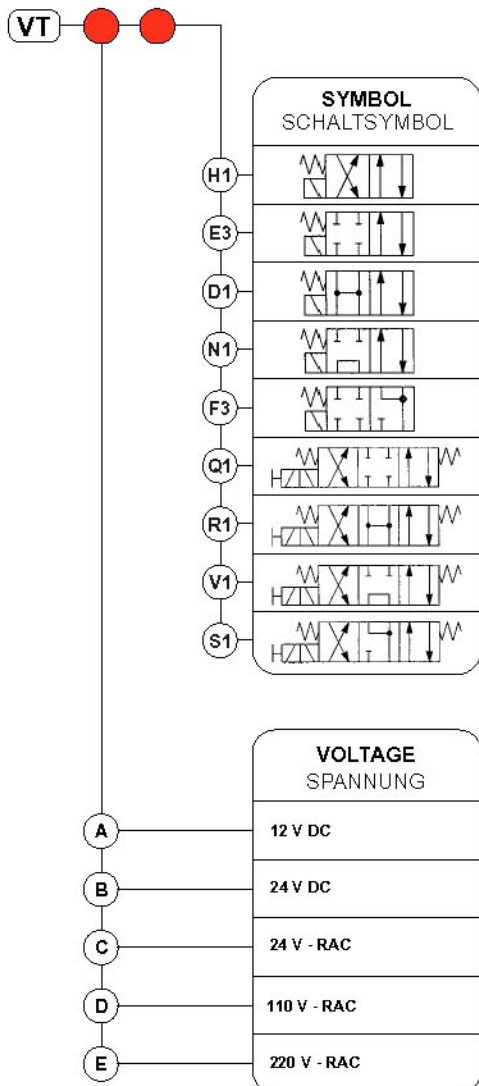 VT
SYMBOL
SCHALTSYMBOL
H1
E3
D1
N1
F3
Q1
R1
V1
S1
VOLTAGE
SPANNUNG
A 12 V DC
B 24 V DC
C 24 V - RAC
D 110 V - RAC
E 220 V - RAC